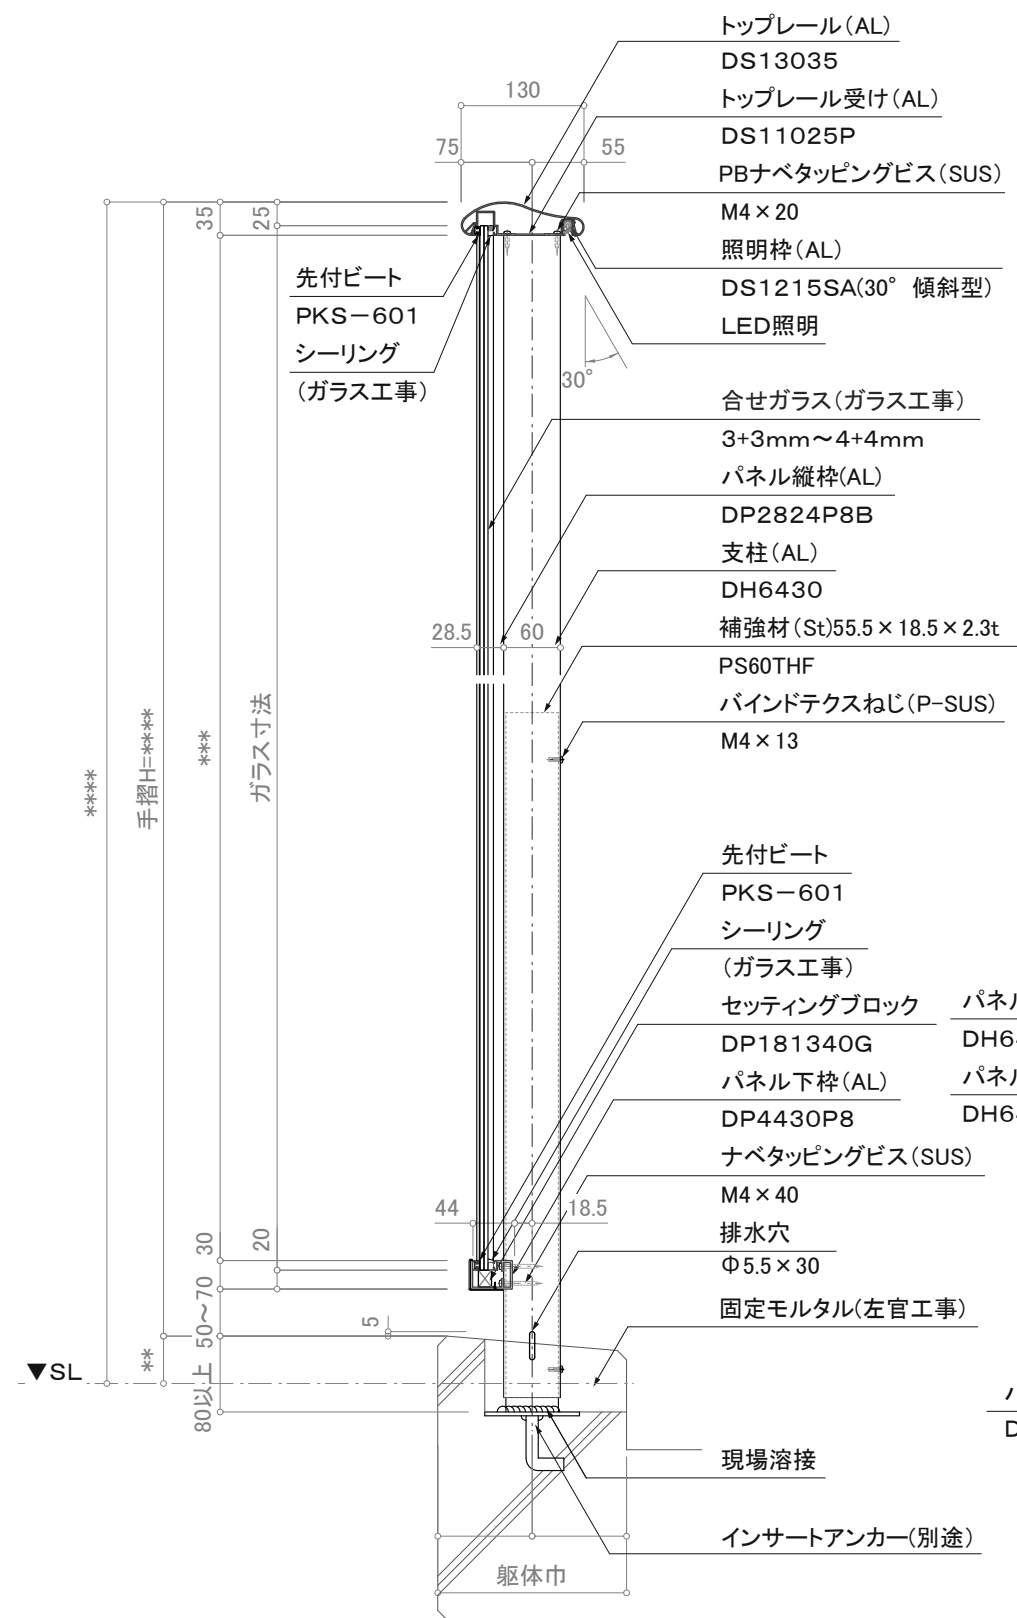 トップレール（AL）
DS13035
トップレール受け（AL）
DS11025P
PBナベタッピングビス（SUS）
M4×20
照明枠（AL）
DS1215SA(30°傾斜型)
LED照明
130
75
55
35
25
先付ビート
PKS−601
シーリング
（ガラス工事）
30°
合せガラス（ガラス工事）
3+3mm～4+4mm
パネル縦枠(AL)
DP2824P8B
支柱（AL）
DH6430
補強材（St)55.5×18.5×2.3t
PS60THF
バインドテクスねじ（P-SUS）
M4×13
28.5
60
****
手摺H=****
***
ガラス寸法
先付ビート
PKS−601
シーリング
（ガラス工事）
セッティングブロック
DP181340G
パネル下枠（AL）
DP4430P8
ナベタッピングビス（SUS）
M4×40
排水穴
Φ5.5×30
固定モルタル(左官工事)
パネル
DH64
パネル
DH64
44
18.5
30
20
50～70
5
**
80以上
▼SL
パ
D
現場溶接
インサートアンカー(別途)
躯体巾